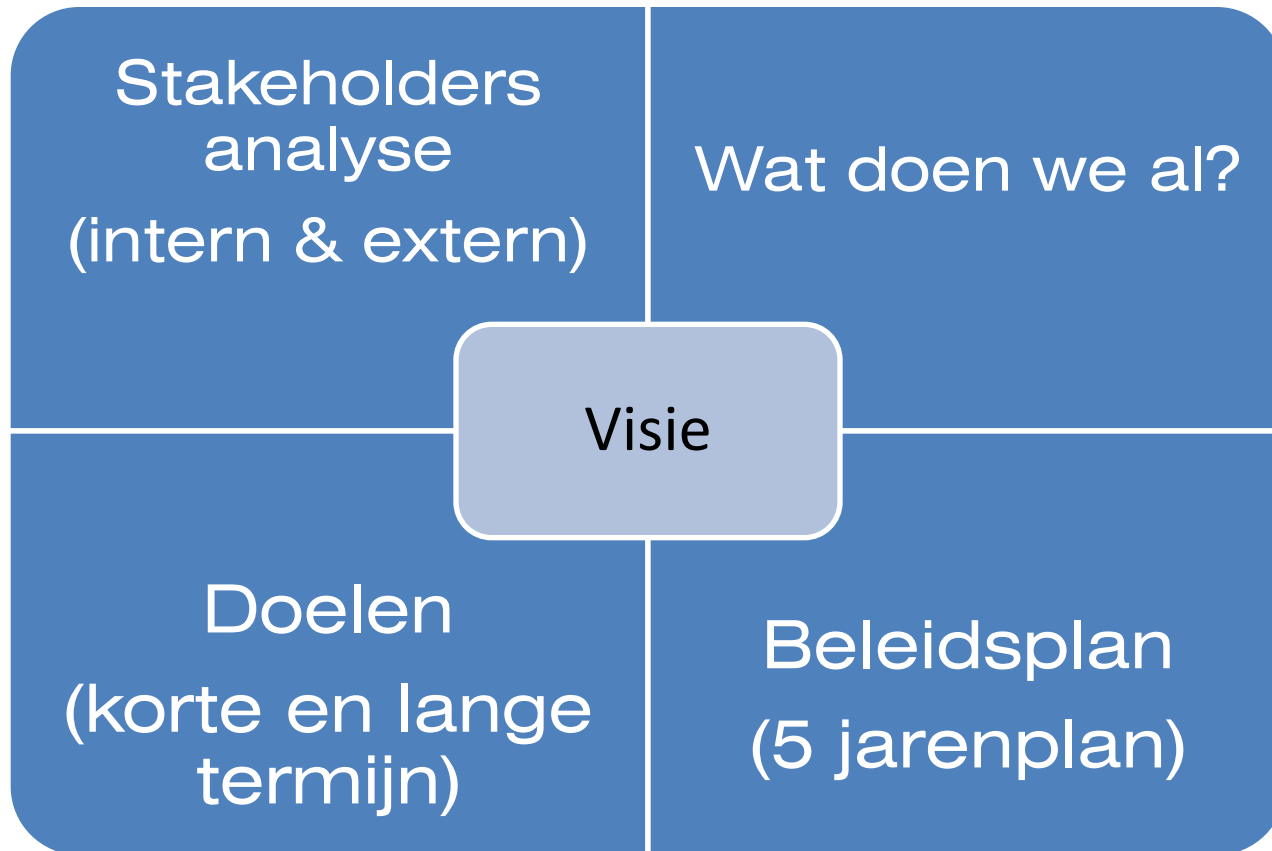 Stakeholders
analyse
(intern & extern)
Wat doen we al?
Visie
Doelen
(korte en lange
termijn)
Beleidsplan
(5 jarenplan)